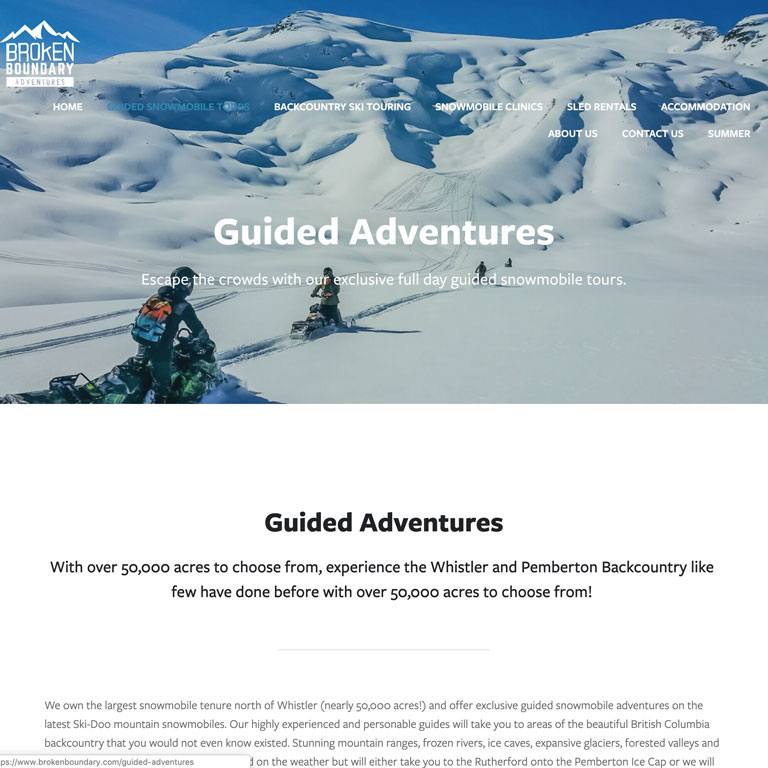 BROKEN
BOUNDARY
ADVENTURES
HOME GUIDED SNOWMOBILE TOURS BACKCOUNTRY SKI TOURING SNOWMOBILE CLINICS SLED RENTALS ACCOMMODATION
ABOUT US CONTACT US SUMMER
Guided Adventures
Escape the crowds with our exclusive full day guided snowmobile tours.
Guided Adventures
With over 50,000 acres to choose from, experience the Whistler and Pemberton Backcountry like
few have done before with over 50,000 acres to choose from!
We own the largest snowmobile tenure north of Whistler (nearly 50,000 acres!) and offer exclusive guided snowmobile adventures on the
latest Ski-Doo mountain snowmobiles. Our highly experienced and personable guides will take you to areas of the beautiful British Columbia
backcountry that you would not even know existed. Stunning mountain ranges, frozen rivers, ice caves, expansive glaciers, forested valleys and
on the weather but will either take you to the Rutherford onto the Pemberton Ice Cap or we will
ps://www.brokenboundary.com/guided-adventures